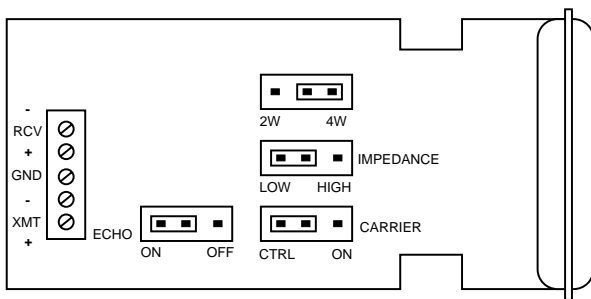 2W 4W
-
RCV
+
GND
-
XMT
+
IMPEDANCE
LOW HIGH
ECHO
CARRIER
ON OFF
CTRL ON